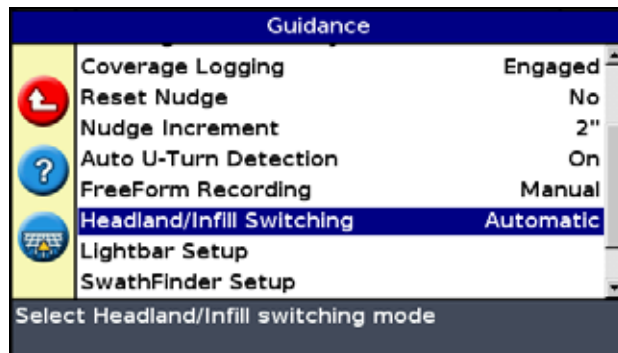 Guidance
Coverage Logging Engaged
Reset Nudge No
Nudge Increment 2"
Auto U-Turn Detection On
FreeForm Recording Manual
Headland/Infill Switching Automatic
Lightbar Setup
SwathFinder Setup
Select Headland/Infill switching mode
?